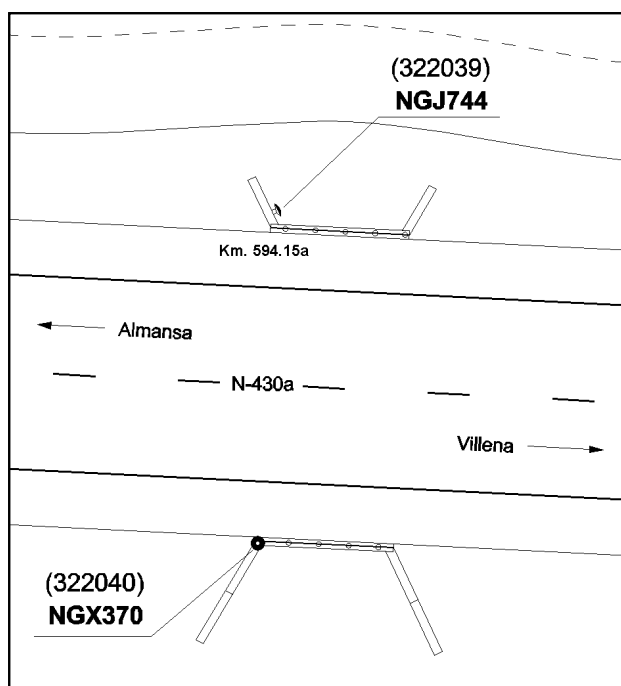 (322039)
NGJ744
Km. 594.15a
Almansa
N-430a
Villena
(322040)
NGX370